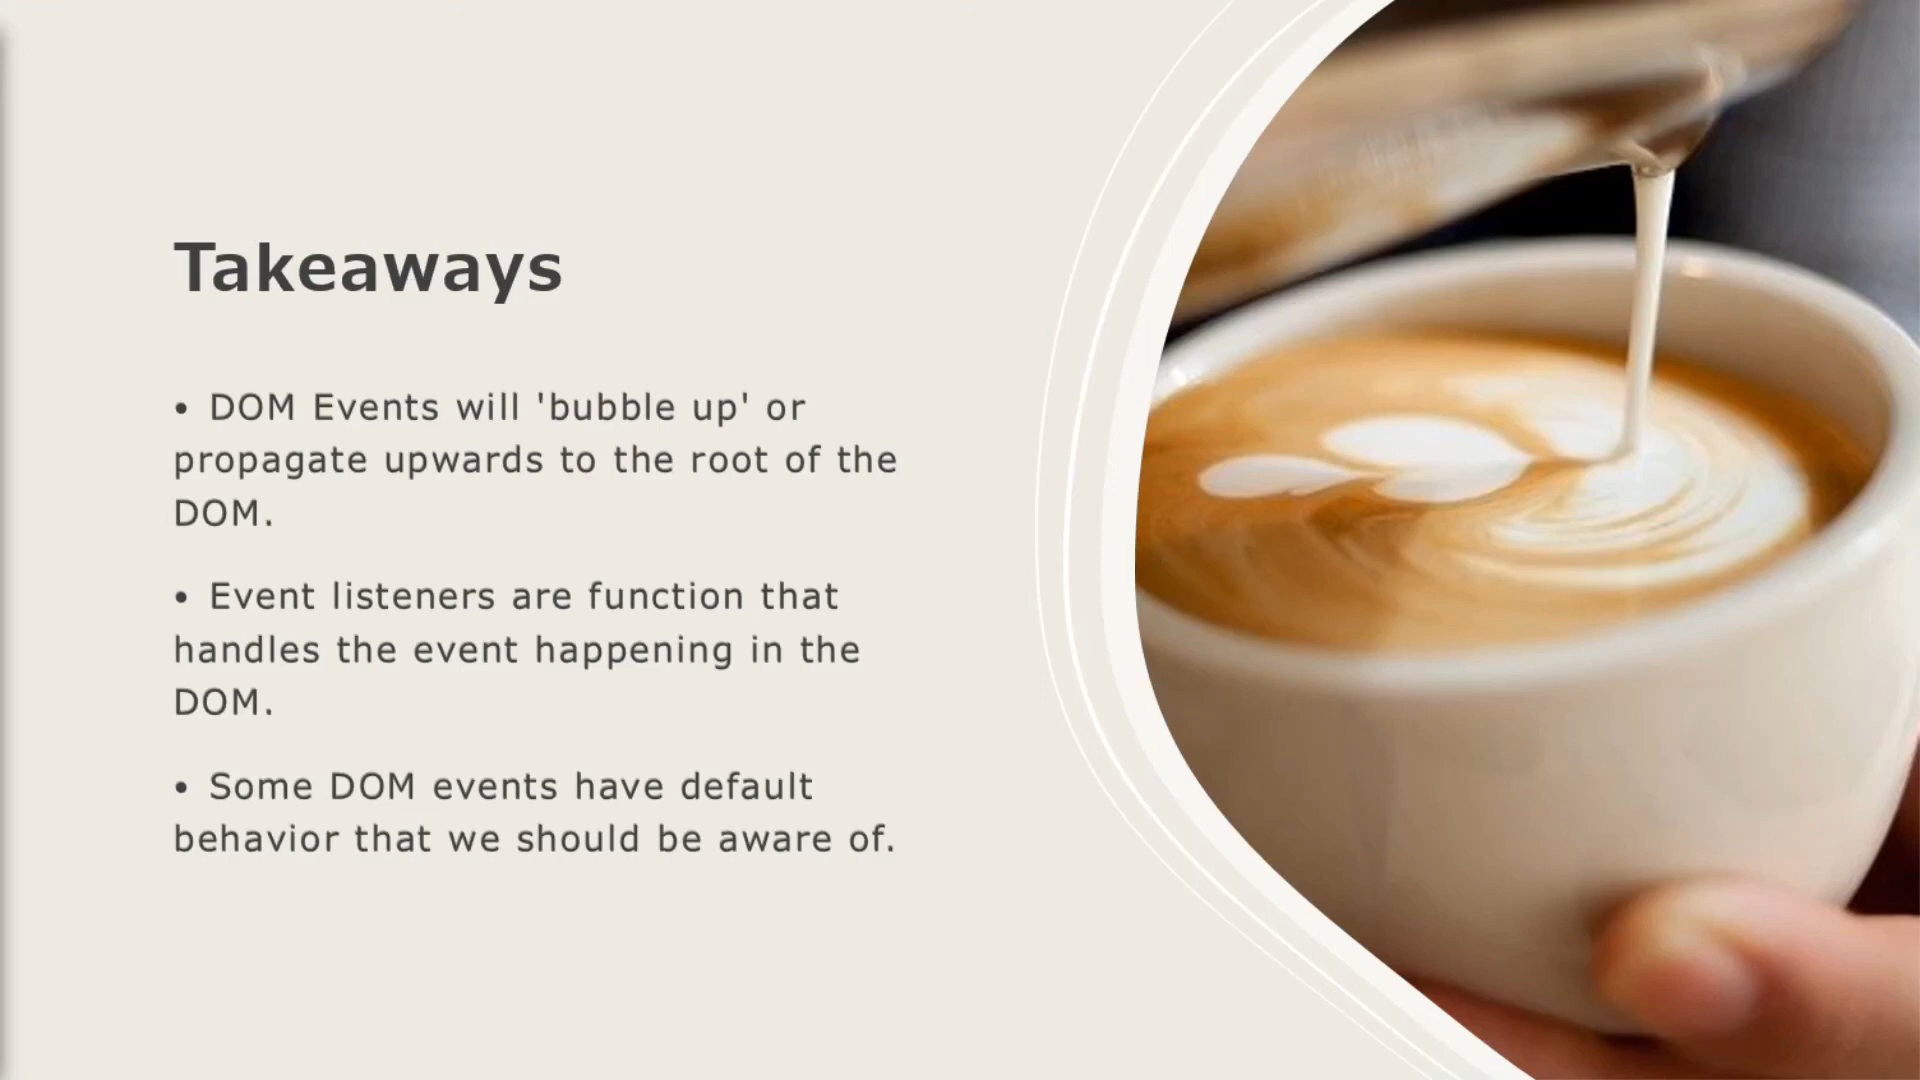 Takeaways
• DOM Events will 'bubble up' or
propagate upwards to the root of the
DOM.
• Event listeners are function that
handles the event happening in the
DOM.
• Some DOM events have default
behavior that we should be aware of.